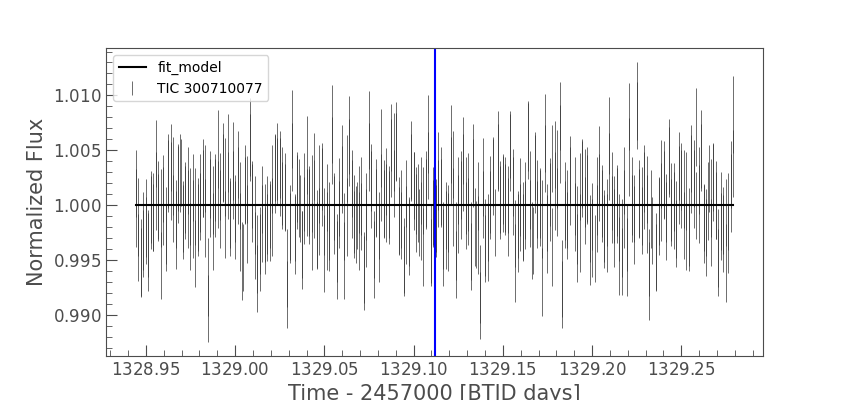 fit_model
TIC 300710077
1.010
1.005
1.000
0.995
0.990
Normalized Flux
1328.95 1329.00 1329.05 1329.10 1329.15 1329.20 1329.25
Time - 2457000 [BTJD days]